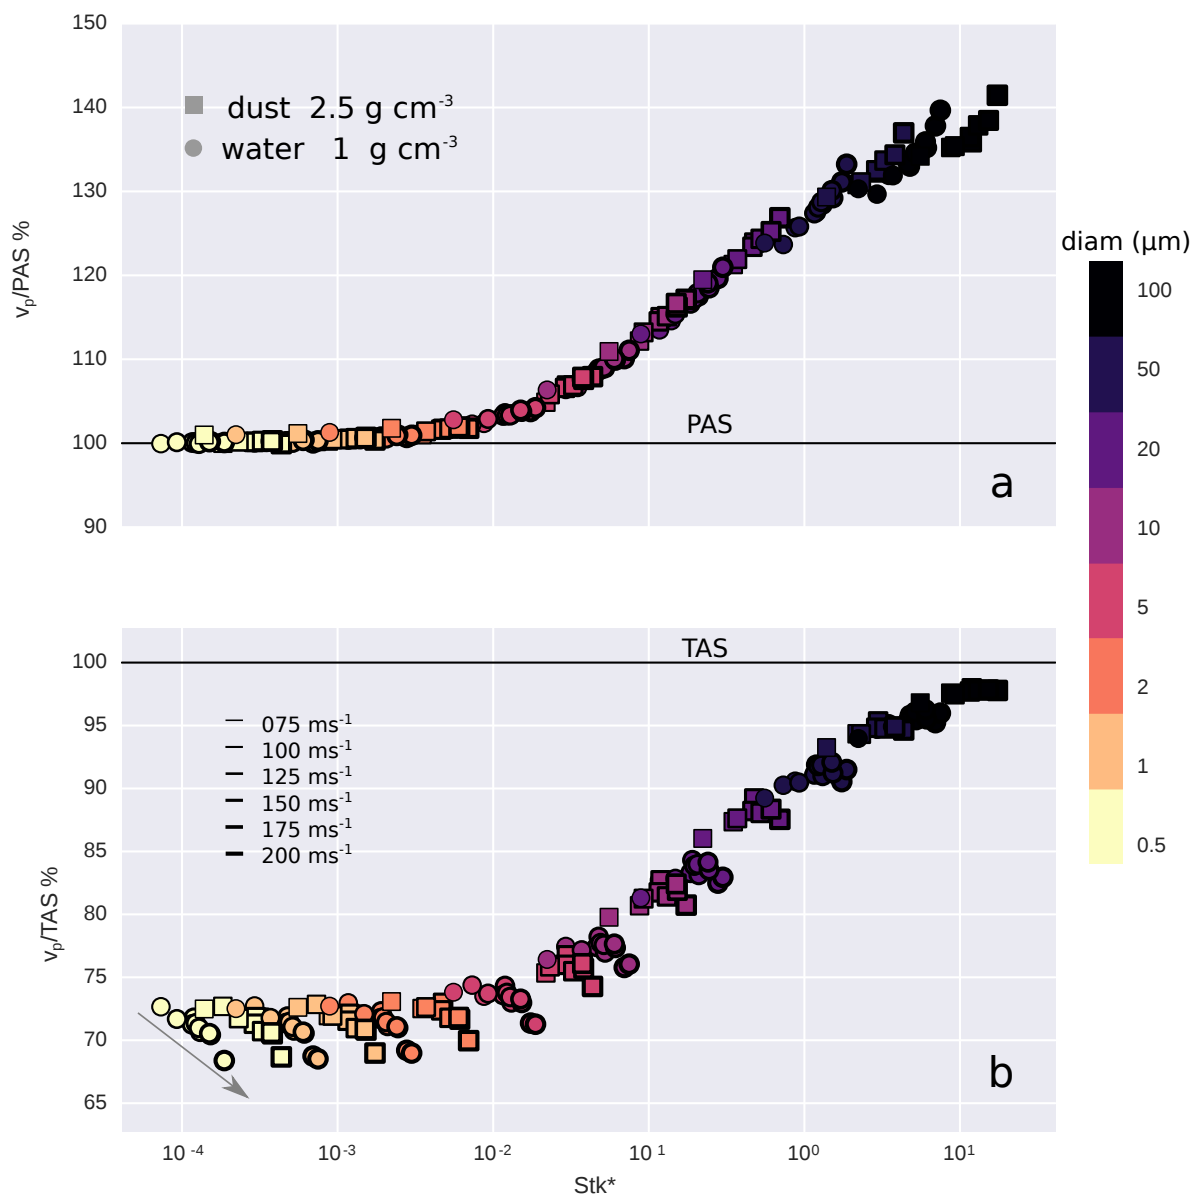 150
140
130
120
110
100
90
v_p/PAS %
dust 2.5 g cm⁻³
water 1 g cm⁻³
PAS
a
diam (μm)
100
50
20
10
5
2
1
0.5
100
95
90
85
80
75
70
65
v_p/TAS %
TAS
075 ms⁻¹
100 ms⁻¹
125 ms⁻¹
150 ms⁻¹
175 ms⁻¹
200 ms⁻¹
b
10⁻⁴ 10⁻³ 10⁻² 10⁻¹ 10⁰ 10¹
Stk*